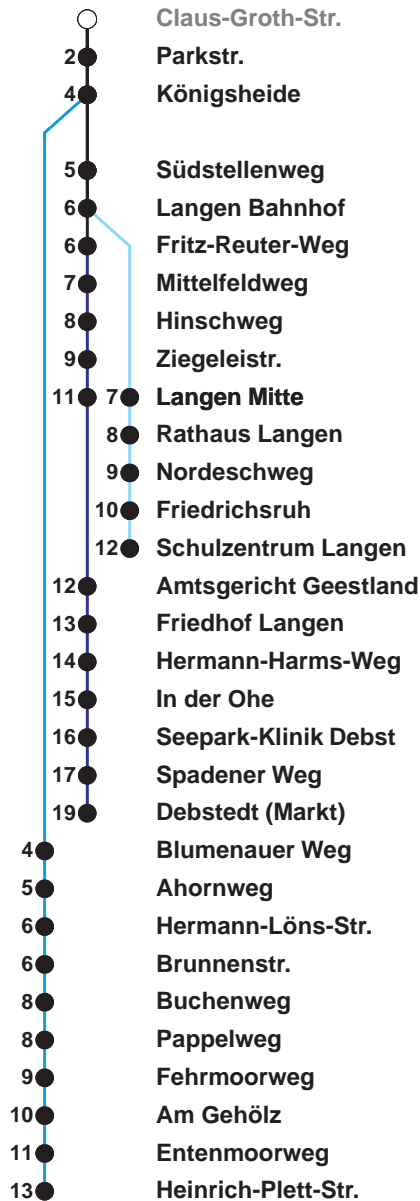 Claus-Groth-Str.
2 Parkstr.
4 Königsheide
5 Südstellenweg
6 Langen Bahnhof
6 Fritz-Reuter-Weg
7 Mittelfeldweg
8 Hinschweg
9 Ziegeleistr.
11 7 Langen Mitte
8 Rathaus Langen
9 Nordeschweg
10 Friedrichsruh
12 Schulzentrum Langen
12 Amtsgericht Geestland
13 Friedhof Langen
14 Hermann-Harms-Weg
15 In der Ohe
16 Seepark-Klinik Debst
17 Spadener Weg
19 Debstedt (Markt)
4 Blumenauer Weg
5 Ahornweg
6 Hermann-Löns-Str.
6 Brunnenstr.
8 Buchenweg
8 Pappelweg
9 Fehrmoorweg
10 Am Gehölz
11 Entenmoorweg
13 Heinrich-Plett-Str.